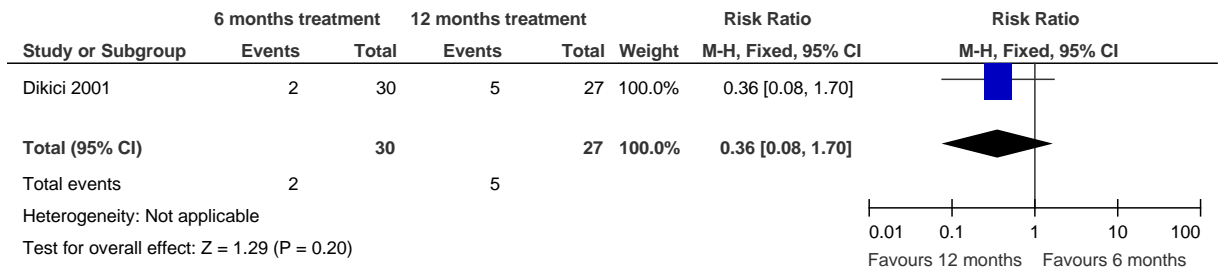 6 months treatment 12 months treatment Risk Ratio Risk Ratio
Study or Subgroup Events Total Events Total Weight M-H, Fixed, 95% CI M-H, Fixed, 95% CI
Dikici 2001 2 30 5 27 100.0% 0.36 [0.08, 1.70]
Total (95% CI) 30 27 100.0% 0.36 [0.08, 1.70]
Total events 2 5
Heterogeneity: Not applicable
Test for overall effect: Z = 1.29 (P = 0.20)
0.01 0.1 1 10 100
Favours 12 months Favours 6 months